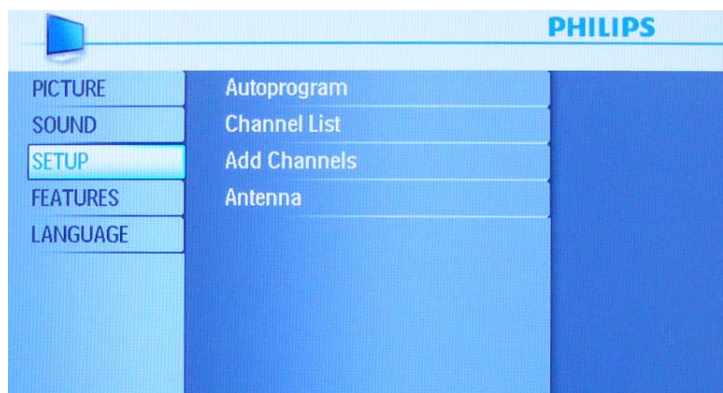 PHILIPS
PICTURE
SOUND
SETUP
FEATURES
LANGUAGE
Autoprogram
Channel List
Add Channels
Antenna